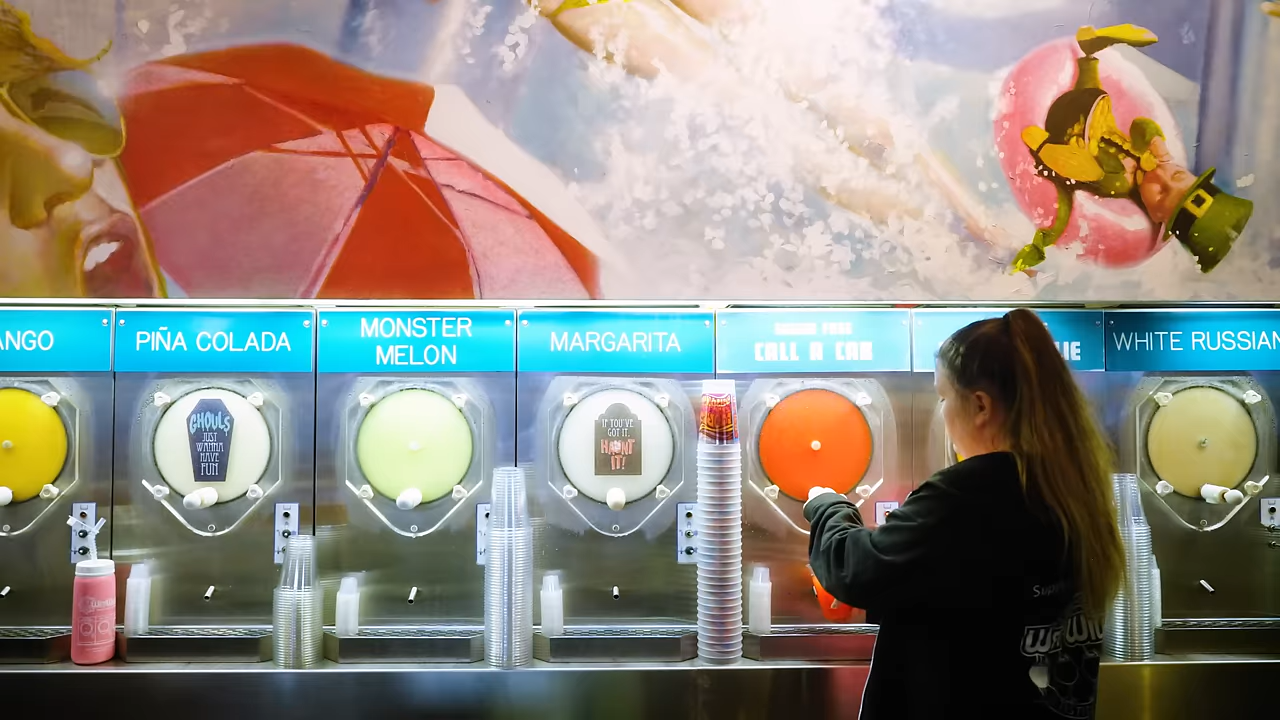 ANGO
PIÑA COLADA
MONSTER
MELON
MARGARITA
CALL A CAB
WHITE RUSSIAN
GHOULS
JUST
WANNA
HAVE
FUN
IF YOU'VE
GOT IT,
HAUNT
IT!